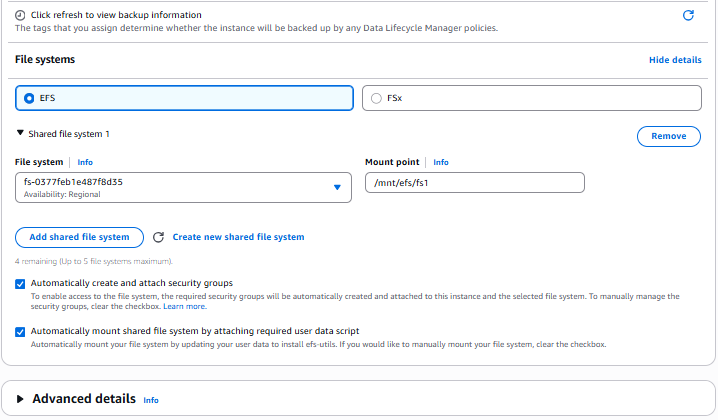 Click refresh to view backup information
The tags that you assign determine whether the instance will be backed up by any Data Lifecycle Manager policies.
File systems
Hide details
EFS
FSx
Shared file system 1
Remove
File system | Info
Mount point | Info
fs-0377feb1e487f8d35
Availability: Regional
/mnt/efs/fs1
Add shared file system
Create new shared file system
4 remaining (Up to 5 file systems maximum).
Automatically create and attach security groups
To enable access to the file system, the required security groups will be automatically created and attached to this instance and the selected file system. To manually manage the
security groups, clear the checkbox. Learn more.
Automatically mount shared file system by attaching required user data script
Automatically mount your file system by updating your user data to install efs-utils. If you would like to manually mount your file system, clear the checkbox.
Advanced details Info